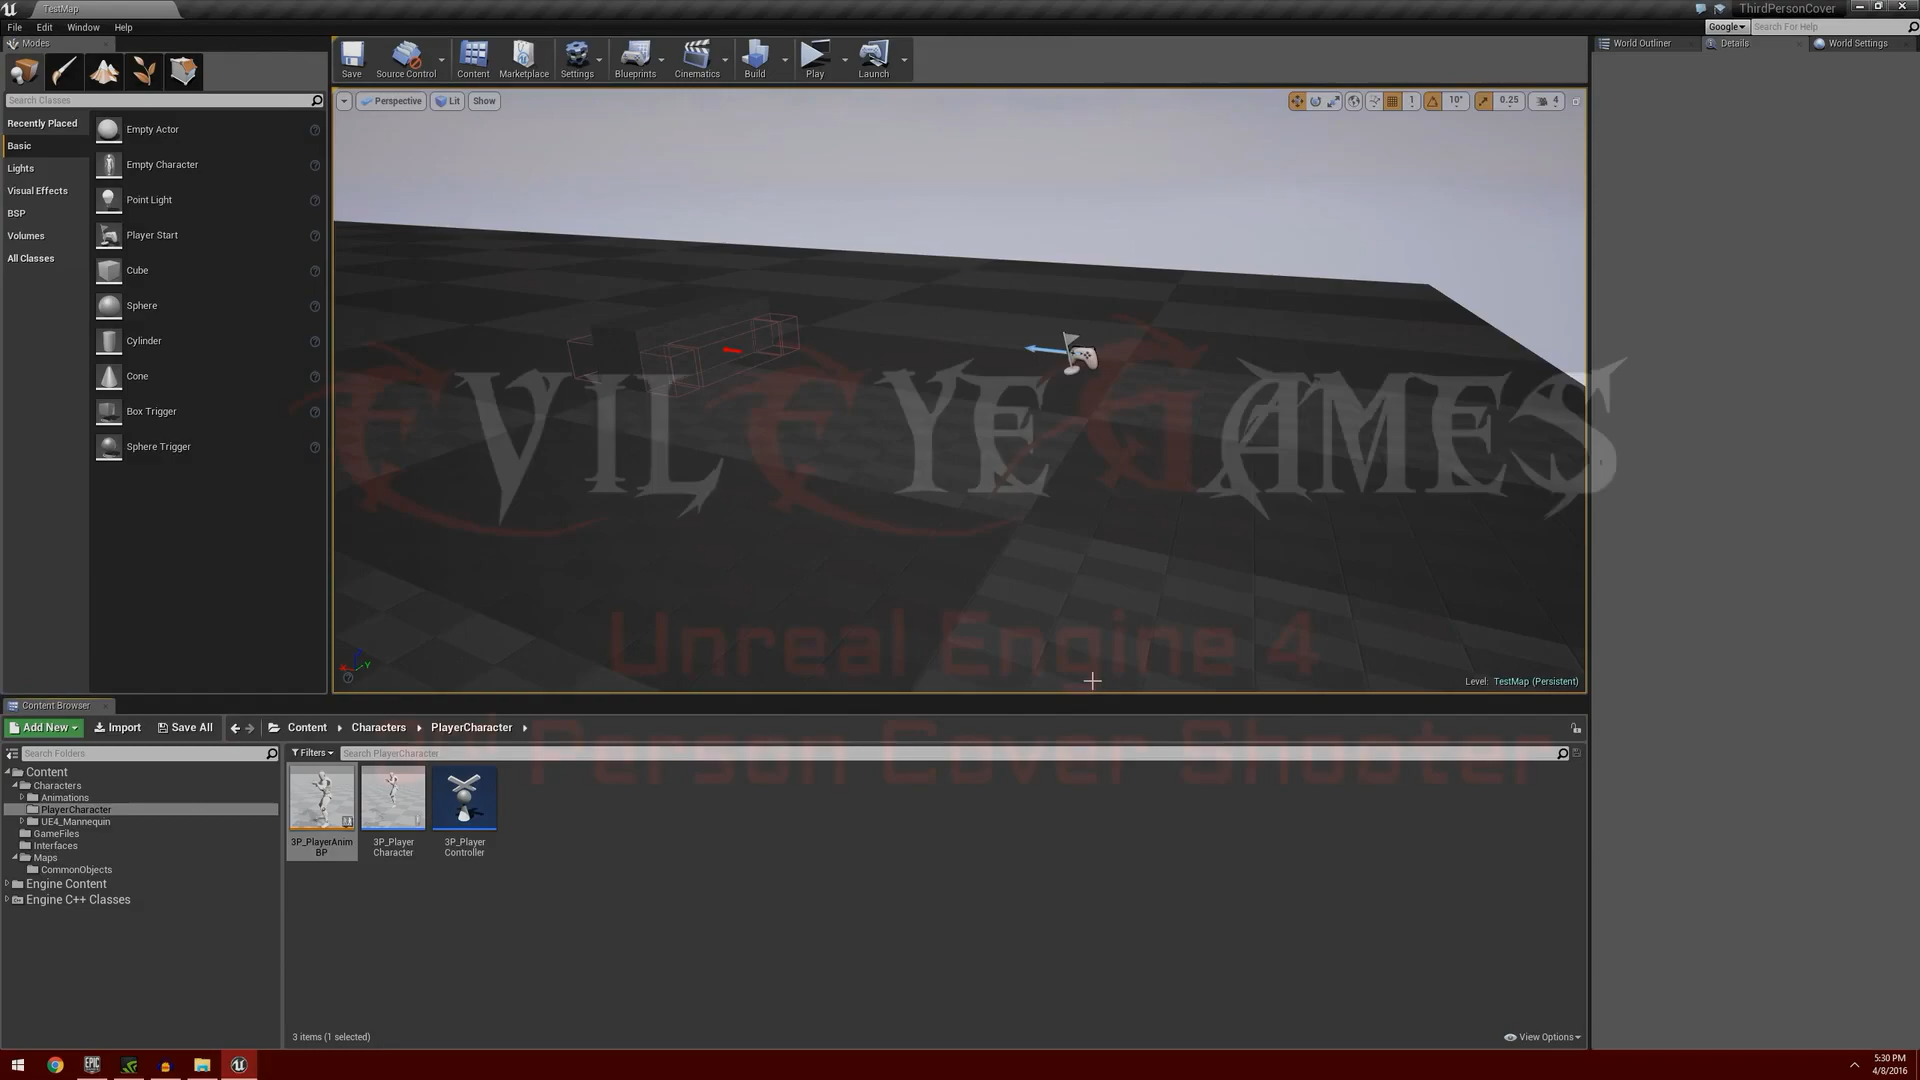 TestMap
ThirdPersonCover
File Edit Window Help
Google Search For Help
Modes
World Outliner Details World Settings
Save Source Control Content Marketplace Settings Blueprints Cinematics Build Play Launch
Search Classes
Perspective Lit Show
1 10° 0.25 4
Recently Placed
Basic
Lights
Visual Effects
BSP
Volumes
All Classes
Empty Actor
Empty Character
Point Light
Player Start
Cube
Sphere
Cylinder
Cone
Box Trigger
Sphere Trigger
Evil Eye Games
Unreal Engine 4
Person Cover Shooter
Y
Level: TestMap (Persistent)
Content Browser
Add New Import Save All Content Characters PlayerCharacter
Search Folders
Filters Search PlayerCharacter
Content
Characters
Animations
PlayerCharacter
UE4_Mannequin
GameFiles
Interfaces
Maps
CommonObjects
Engine Content
Engine C++ Classes
3P_PlayerAnim
BP
3P_Player
Character
3P_Player
Controller
3 items (1 selected)
View Options
EPIC
5:30 PM
4/8/2016